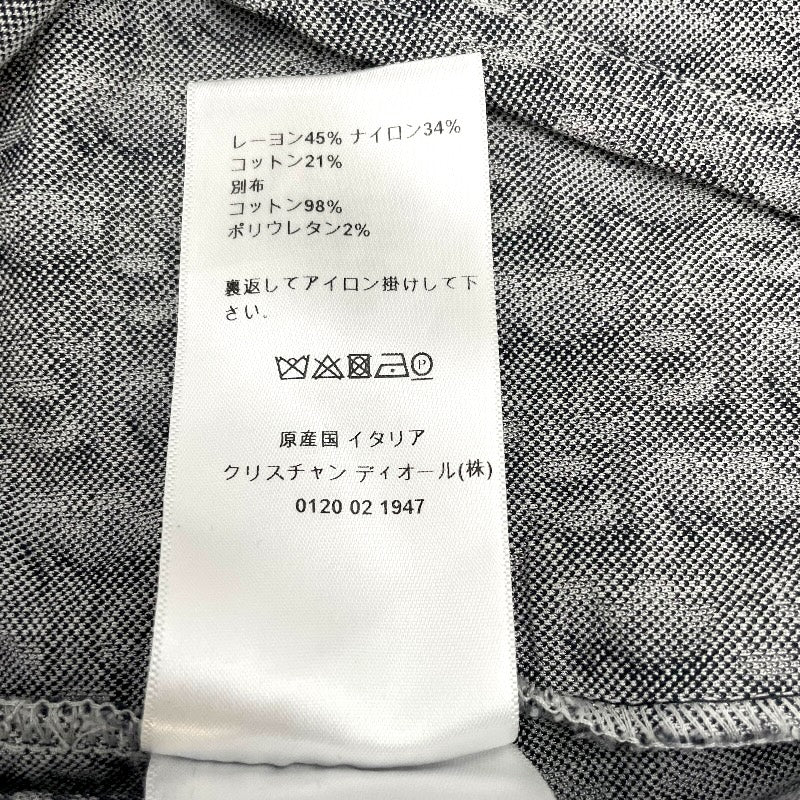 レーヨン45% ナイロン34%
コットン21%
別布
コットン98%
ポリウレタン2%
裏返してアイロン掛けして下
さい。
P
原産国 イタリア
クリスチャン ディオール(株)
0120 02 1947